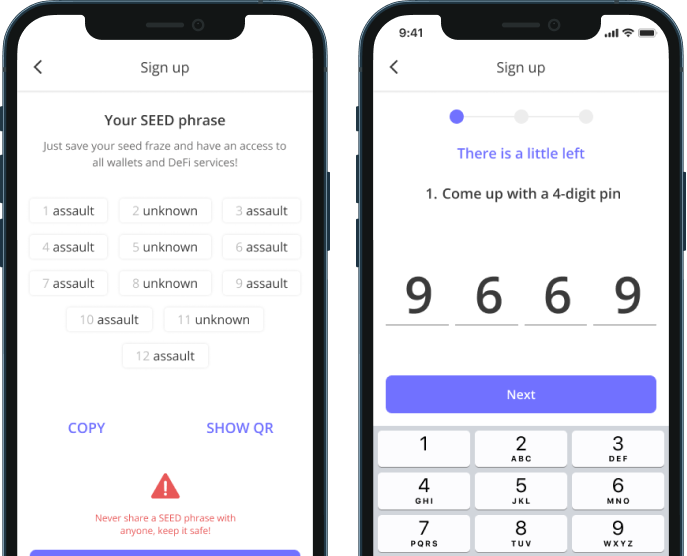 Sign up
Your SEED phrase
Just save your seed fraze and have an access to
all wallets and DeFi services!
1 assault 2 unknown 3 assault
4 assault 5 unknown 6 assault
7 assault 8 unknown 9 assault
10 assault 11 unknown
12 assault
COPY SHOW QR
Never share a SEED phrase with
anyone, keep it safe!
9:41
Sign up
There is a little left
1. Come up with a 4-digit pin
9 6 6 9
Next
1 2 3
ABC DEF
4 5 6
GHI JKL MNO
7 8 9
PQRS TUV WXYZ